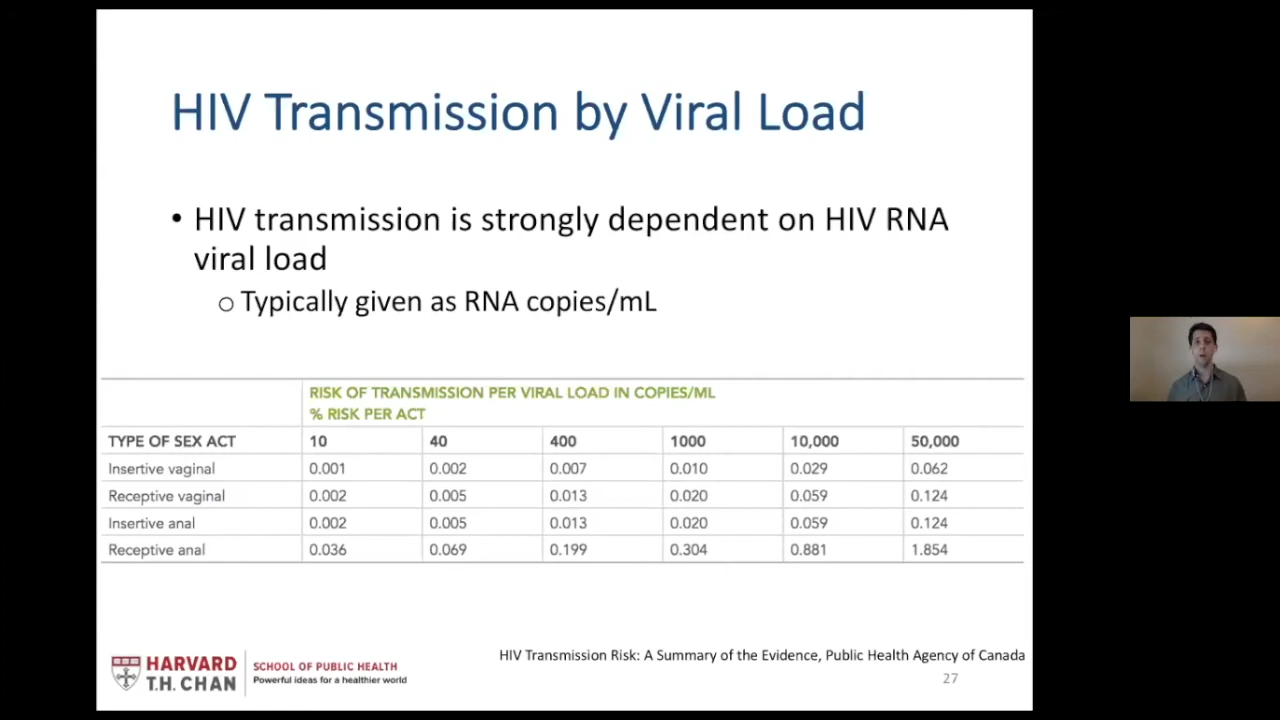 HIV Transmission by Viral Load
• HIV transmission is strongly dependent on HIV RNA
viral load
o Typically given as RNA copies/mL
RISK OF TRANSMISSION PER VIRAL LOAD IN COPIES/ML
% RISK PER ACT
TYPE OF SEX ACT 10 40 400 1000 10,000 50,000
Insertive vaginal 0.001 0.002 0.007 0.010 0.029 0.062
Receptive vaginal 0.002 0.005 0.013 0.020 0.059 0.124
Insertive anal 0.002 0.005 0.013 0.020 0.059 0.124
Receptive anal 0.036 0.069 0.199 0.304 0.881 1.854
HIV Transmission Risk: A Summary of the Evidence, Public Health Agency of Canada
HARVARD
T.H. CHAN
SCHOOL OF PUBLIC HEALTH
Powerful ideas for a healthier world
27